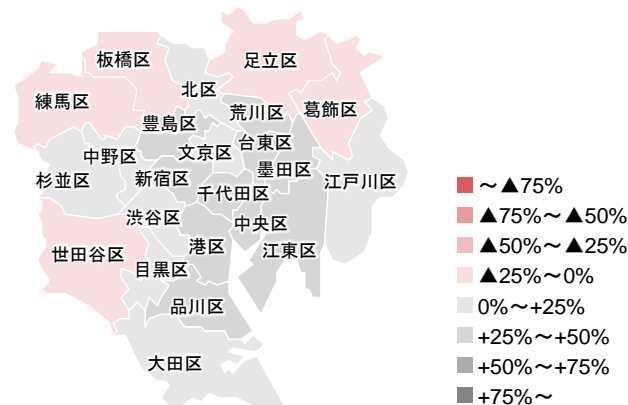 足立区
板橋区
北区
練馬区
荒川区
葛飾区
豊島区
中野区
文京区
台東区
墨田区
杉並区
新宿区
江戸川区
千代田区
渋谷区
中央区
港区
江東区
世田谷区
目黒区
品川区
大田区
～▲75%
▲75%～▲50%
▲50%～▲25%
▲25%～0%
0%～+25%
+25%～+50%
+50%～+75%
+75%～